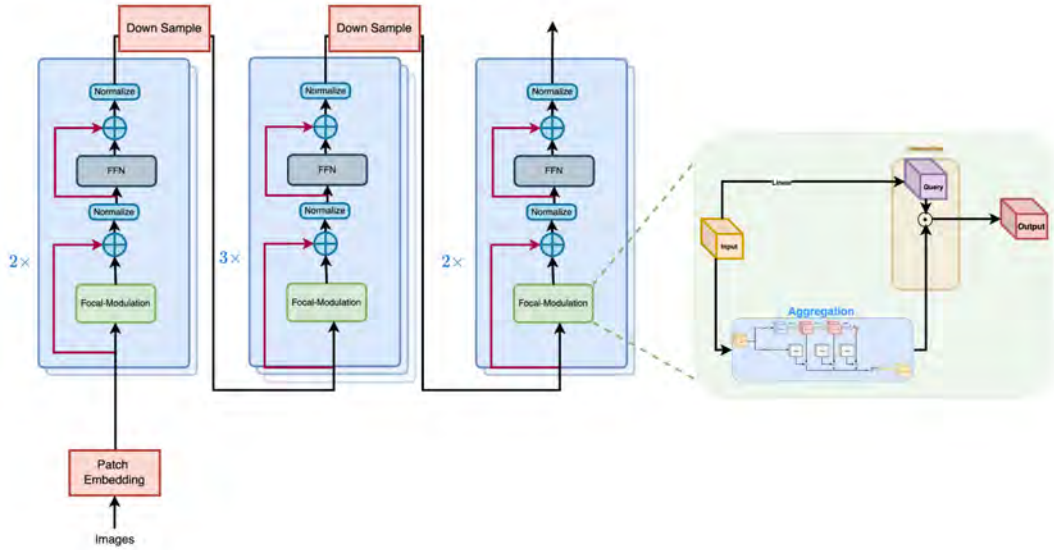 Down Sample
Down Sample
Normalize
Normalize
Normalize
FFN
FFN
FFN
Normalize
Normalize
Normalize
2×
3×
2×
Focal-Modulation
Focal-Modulation
Focal-Modulation
Linear
Query
Input
Output
Aggregation
Patch
Embedding
Images